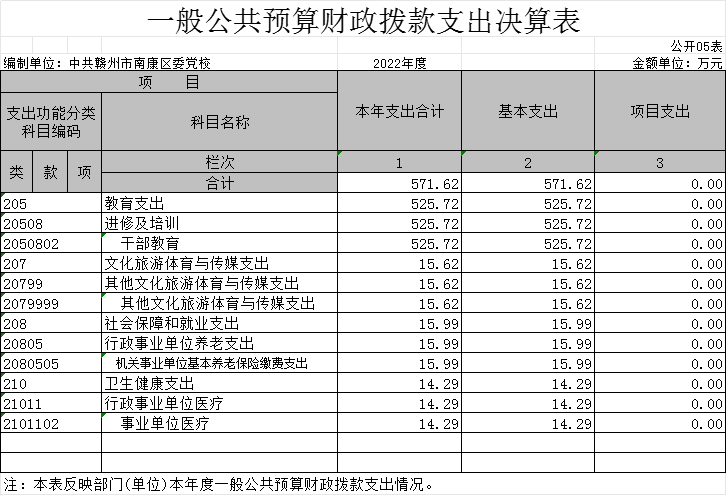 一般公共预算财政拨款支出决算表
公开05表
编制单位：中共赣州市南康区委党校 2022年度 金额单位：万元
项 目 本年支出合计 基本支出 项目支出
支出功能分类科目编码 科目名称
类 款 项 栏次 1 2 3
合计 571.62 571.62 0.00
205 教育支出 525.72 525.72 0.00
20508 进修及培训 525.72 525.72 0.00
2050802 干部教育 525.72 525.72 0.00
207 文化旅游体育与传媒支出 15.62 15.62 0.00
20799 其他文化旅游体育与传媒支出 15.62 15.62 0.00
2079999 其他文化旅游体育与传媒支出 15.62 15.62 0.00
208 社会保障和就业支出 15.99 15.99 0.00
20805 行政事业单位养老支出 15.99 15.99 0.00
2080505 机关事业单位基本养老保险缴费支出 15.99 15.99 0.00
210 卫生健康支出 14.29 14.29 0.00
21011 行政事业单位医疗 14.29 14.29 0.00
2101102 事业单位医疗 14.29 14.29 0.00
注：本表反映部门(单位)本年度一般公共预算财政拨款支出情况。